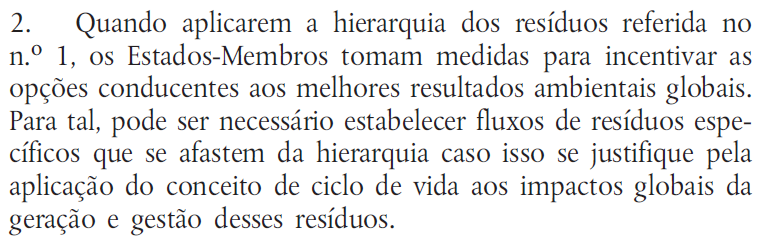 2. Quando aplicarem a hierarquia dos resíduos referida no
n.º 1, os Estados-Membros tomam medidas para incentivar as
opções conducentes aos melhores resultados ambientais globais.
Para tal, pode ser necessário estabelecer fluxos de resíduos espe-
cíficos que se afastem da hierarquia caso isso se justifique pela
aplicação do conceito de ciclo de vida aos impactos globais da
geração e gestão desses resíduos.